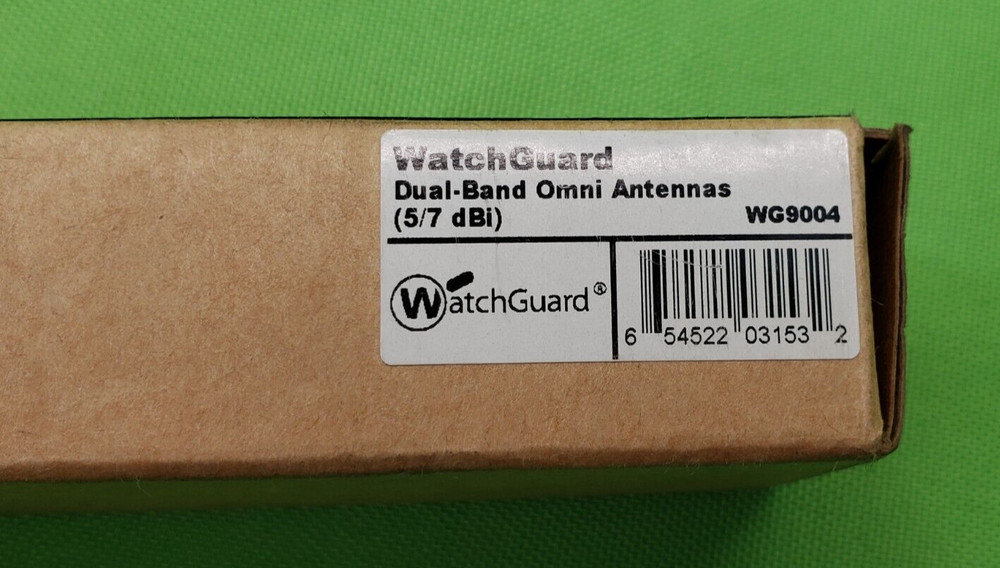 WatchGuard
Dual-Band Omni Antennas
(5/7 dBi) WG9004
WatchGuard®
6 54522 03153 2